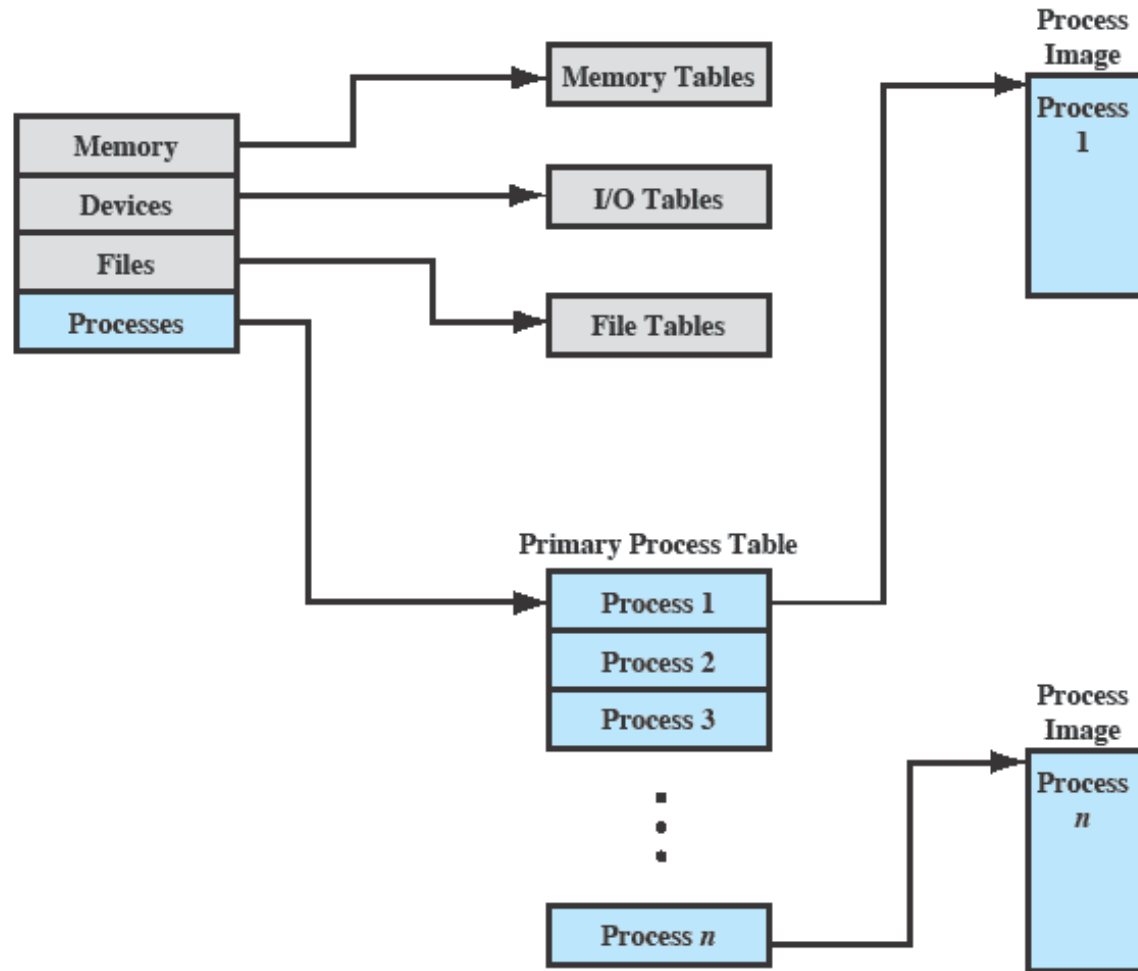 Process
Image
Process
1
Memory Tables
Memory
Devices
Files
Processes
I/O Tables
File Tables
Primary Process Table
Process 1
Process 2
Process 3
Process n
Process
Image
Process
n